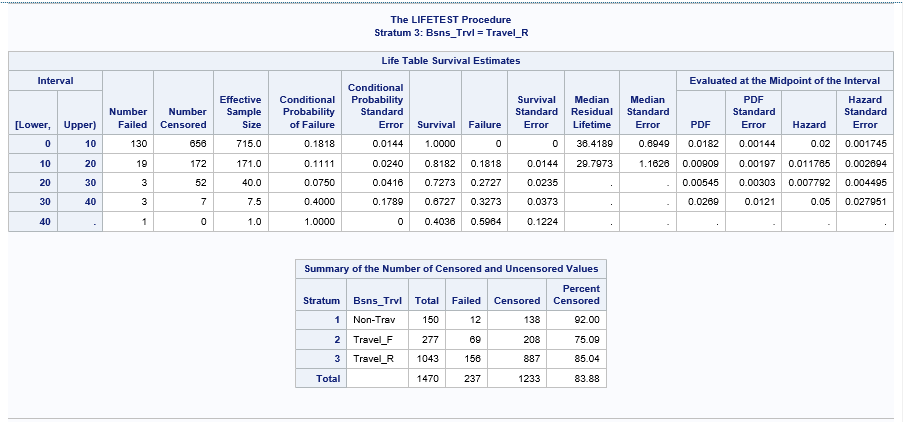 The LIFETEST Procedure
Stratum 3: Bsns_Trvl = Travel_R
Life Table Survival Estimates
Interval Number Failed Number Censored Effective Sample Size Conditional Probability of Failure Conditional Probability Standard Error Survival Failure Survival Standard Error Median Residual Lifetime Median Standard Error Evaluated at the Midpoint of the Interval
[Lower, Upper) PDF PDF Standard Error Hazard Hazard Standard Error
0 10 130 656 715.0 0.1818 0.0144 1.0000 0 0 36.4189 0.6949 0.0182 0.00144 0.02 0.001745
10 20 19 172 171.0 0.1111 0.0240 0.8182 0.1818 0.0144 29.7973 1.1626 0.00909 0.00197 0.011765 0.002694
20 30 3 52 40.0 0.0750 0.0416 0.7273 0.2727 0.0235 . . 0.00545 0.00303 0.007792 0.004495
30 40 3 7 7.5 0.4000 0.1789 0.6727 0.3273 0.0373 . . 0.0269 0.0121 0.05 0.027951
40 . 1 0 1.0 1.0000 0 0.4036 0.5964 0.1224 . . . . . .
Summary of the Number of Censored and Uncensored Values
Stratum Bsns_Trvl Total Failed Censored Percent Censored
1 Non-Trav 150 12 138 92.00
2 Travel_F 277 69 208 75.09
3 Travel_R 1043 156 887 85.04
Total 1470 237 1233 83.88